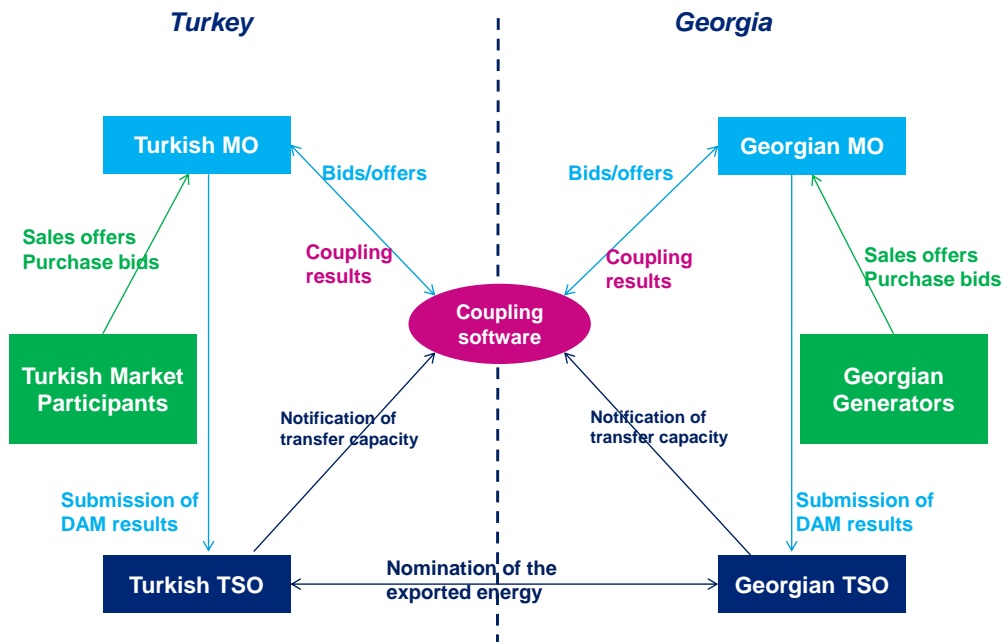 Turkey
Georgia
Turkish MO
Georgian MO
Bids/offers
Bids/offers
Sales offers
Purchase bids
Coupling
results
Coupling
results
Sales offers
Purchase bids
Coupling
software
Turkish Market
Participants
Georgian
Generators
Notification of
transfer capacity
Notification of
transfer capacity
Submission of
DAM results
Submission of
DAM results
Turkish TSO
Nomination of the
exported energy
Georgian TSO